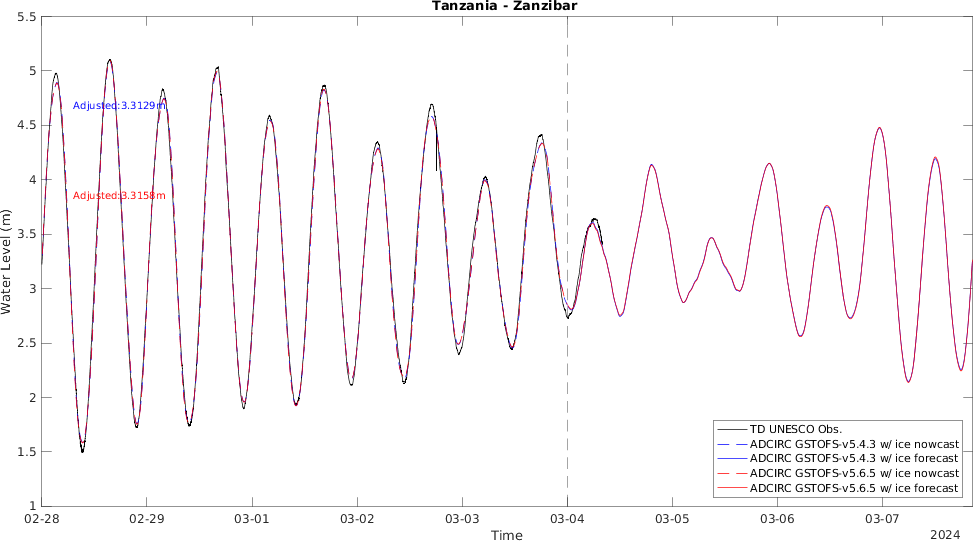 Tanzania - Zanzibar
5.5
5
4.5
4
3.5
3
2.5
2
1.5
1
Water Level (m)
Adjusted:3.3129m
Adjusted:3.3158m
TD UNESCO Obs.
ADCIRC GSTOFS-v5.4.3 w/ ice nowcast
ADCIRC GSTOFS-v5.4.3 w/ ice forecast
ADCIRC GSTOFS-v5.6.5 w/ ice nowcast
ADCIRC GSTOFS-v5.6.5 w/ ice forecast
02-28 02-29 03-01 03-02 03-03 03-04 03-05 03-06 03-07
Time
2024